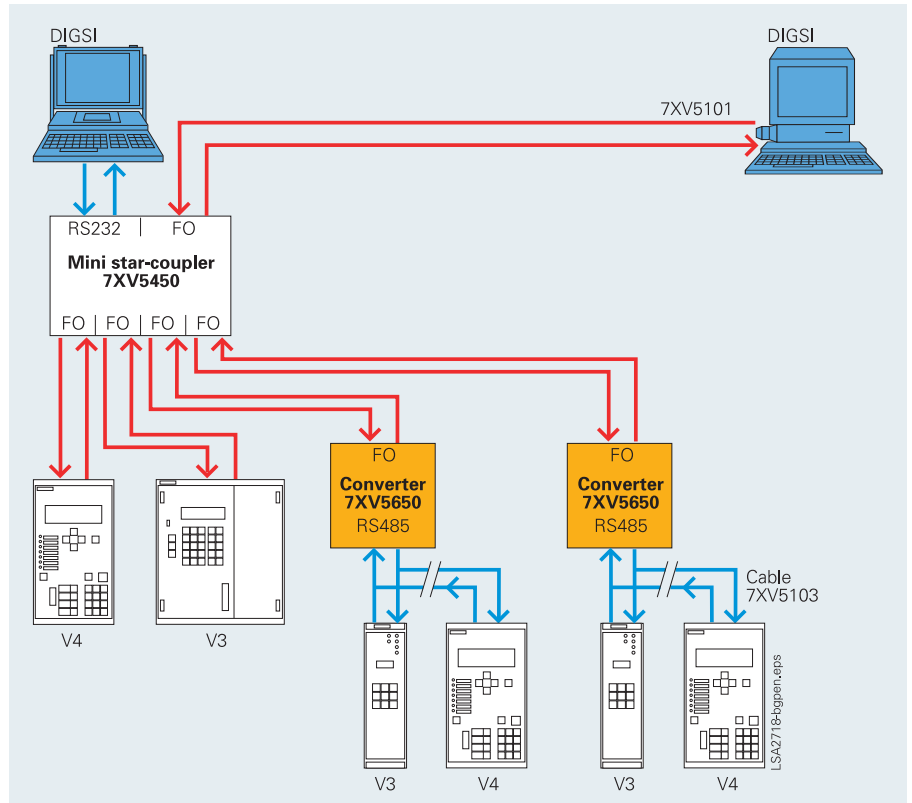 DIGSI
DIGSI
7XV5101
RS232 | FO
Mini star-coupler
7XV5450
FO | FO | FO | FO
FO
Converter
7XV5650
RS485
FO
Converter
7XV5650
RS485
Cable
7XV5103
V4
V3
V3
V4
V3
V4
LSA2718-bgpen.eps